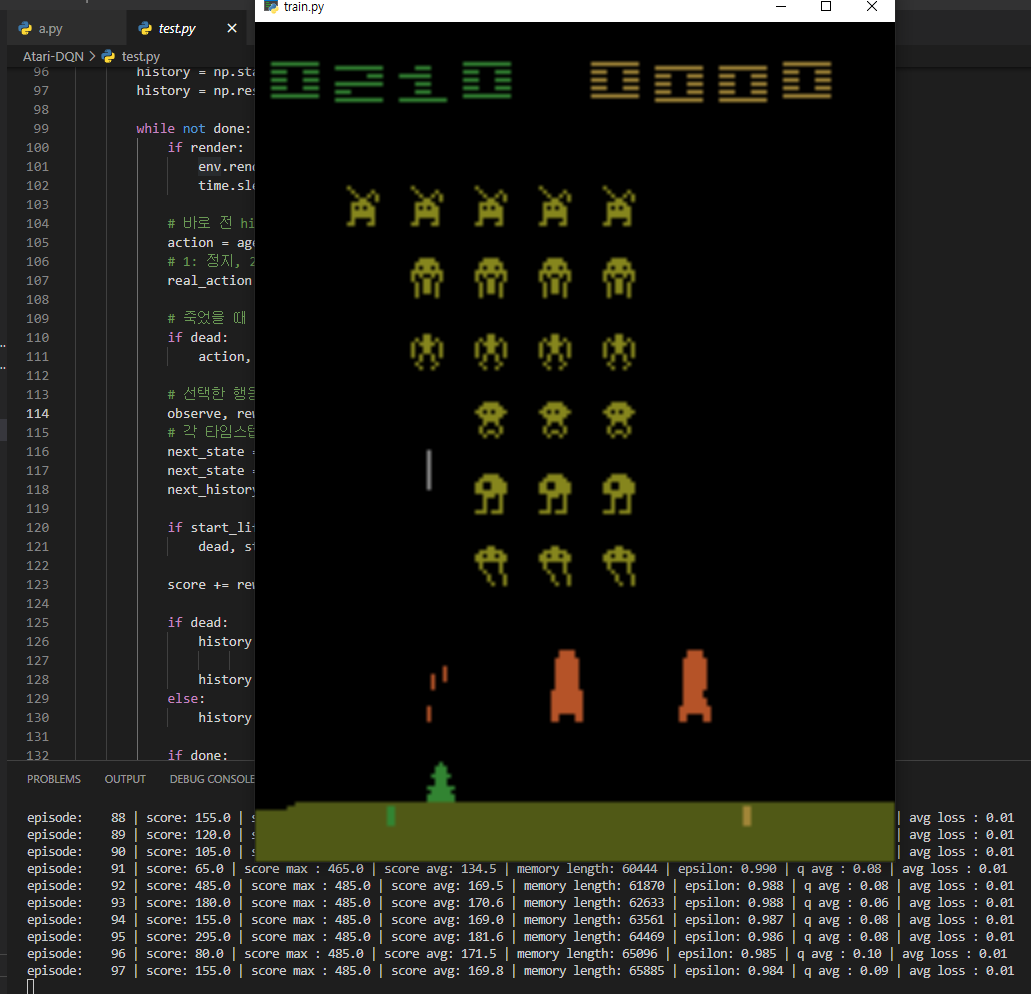 train.py
a.py
test.py
Atari-DQN > test.py
0210 0000
96 history = np.sta
97 history = np.res
98
99 while not done:
100 if render:
101 env.rend
102 time.sle
103
104 # 바로 전 hi
105 action = age
106 # 1: 정지, 2
107 real_action
108
109 # 죽었을 때
110 if dead:
111 action,
112
113 # 선택한 행동
114 observe, rew
115 # 각 타임스텝
116 next_state =
117 next_state =
118 next_history
119
120 if start_lif
121 dead, st
122
123 score += rew
124
125 if dead:
126 history
127
128 history
129 else:
130 history
131
132 if done:
PROBLEMS OUTPUT DEBUG CONSOLE
episode: 88 | score: 155.0 | s | avg loss : 0.01
episode: 89 | score: 120.0 | s | avg loss : 0.01
episode: 90 | score: 105.0 | s | avg loss : 0.01
episode: 91 | score: 65.0 | score max : 465.0 | score avg: 134.5 | memory length: 60444 | epsilon: 0.990 | q avg : 0.08 | avg loss : 0.01
episode: 92 | score: 485.0 | score max : 485.0 | score avg: 169.5 | memory length: 61870 | epsilon: 0.988 | q avg : 0.08 | avg loss : 0.01
episode: 93 | score: 180.0 | score max : 485.0 | score avg: 170.6 | memory length: 62633 | epsilon: 0.988 | q avg : 0.06 | avg loss : 0.01
episode: 94 | score: 155.0 | score max : 485.0 | score avg: 169.0 | memory length: 63561 | epsilon: 0.987 | q avg : 0.08 | avg loss : 0.01
episode: 95 | score: 295.0 | score max : 485.0 | score avg: 181.6 | memory length: 64469 | epsilon: 0.986 | q avg : 0.08 | avg loss : 0.01
episode: 96 | score: 80.0 | score max : 485.0 | score avg: 171.5 | memory length: 65096 | epsilon: 0.985 | q avg : 0.10 | avg loss : 0.01
episode: 97 | score: 155.0 | score max : 485.0 | score avg: 169.8 | memory length: 65885 | epsilon: 0.984 | q avg : 0.09 | avg loss : 0.01